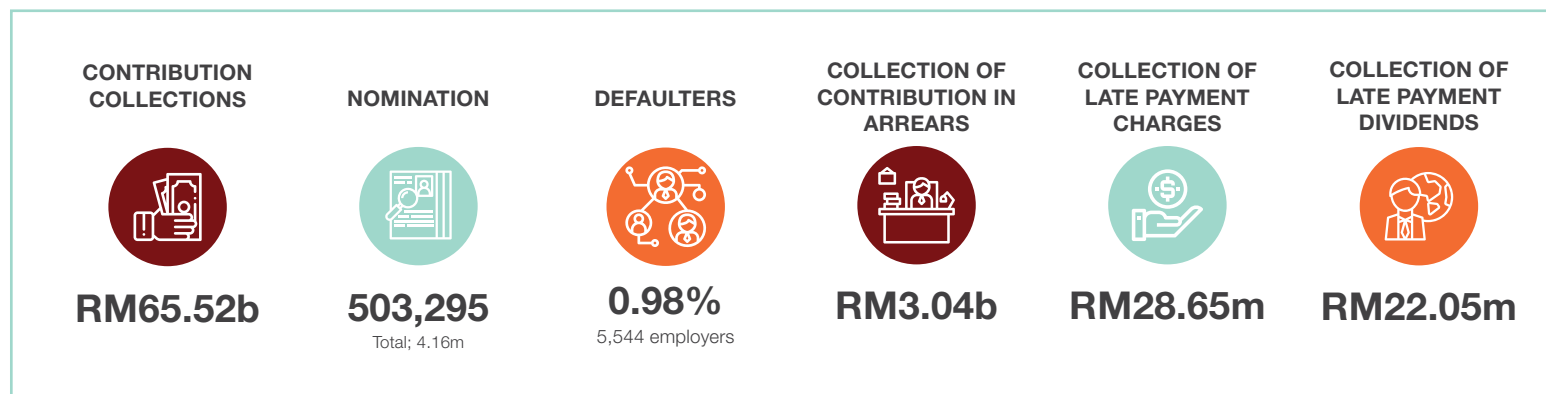 CONTRIBUTION
COLLECTIONS
RM65.52b
NOMINATION
503,295
Total; 4.16m
DEFAULTERS
0.98%
5,544 employers
COLLECTION OF
CONTRIBUTION IN
ARREARS
RM3.04b
COLLECTION OF
LATE PAYMENT
CHARGES
RM28.65m
COLLECTION OF
LATE PAYMENT
DIVIDENDS
RM22.05m